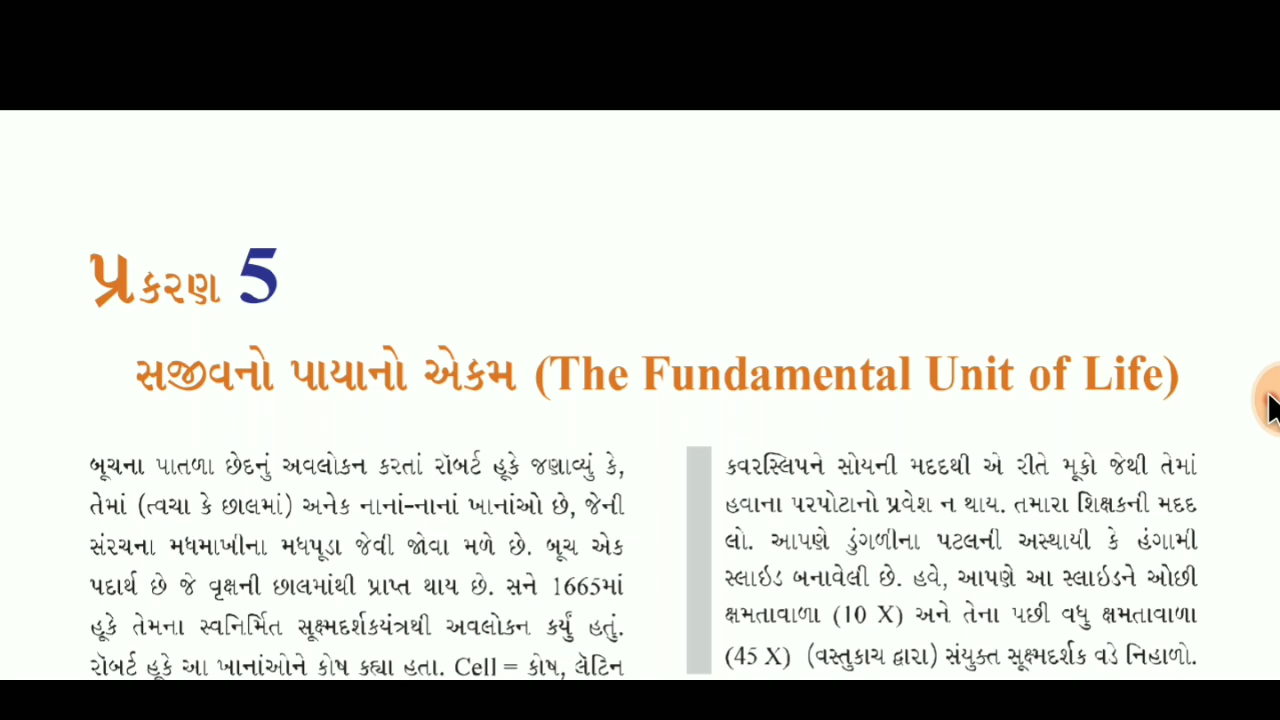 પ્રકરણ 5
સજીવનો પાયાનો એકમ (The Fundamental Unit of Life)
બૂચના પાતળા છેદનું અવલોકન કરતાં રૉબર્ટ હૂકે જણાવ્યું કે,
તેમાં (ત્વચા કે છાલમાં) અનેક નાનાં-નાનાં ખાનાંઓ છે, જેની
સંરચના મધમાખીના મધપૂડા જેવી જોવા મળે છે. બૂચ એક
પદાર્થ છે જે વૃક્ષની છાલમાંથી પ્રાપ્ત થાય છે. સને 1665માં
હૂકે તેમના સ્વનિર્મિત સૂક્ષ્મદર્શકયંત્રથી અવલોકન કર્યું હતું.
રૉબર્ટ હૂકે આ ખાનાંઓને કોષ કહ્યા હતા. Cell = કોષ, લૅટિન
કવરસ્લિપને સોયની મદદથી એ રીતે મૂકો જેથી તેમાં
હવાના પરપોટાનો પ્રવેશ ન થાય. તમારા શિક્ષકની મદદ
લો. આપણે ડુંગળીના પટલની અસ્થાયી કે હંગામી
સ્લાઇડ બનાવેલી છે. હવે, આપણે આ સ્લાઇડને ઓછી
ક્ષમતાવાળા (10 X) અને તેના પછી વધુ ક્ષમતાવાળા
(45 X) (વસ્તુકાચ દ્વારા) સંયુક્ત સૂક્ષ્મદર્શક વડે નિહાળો.